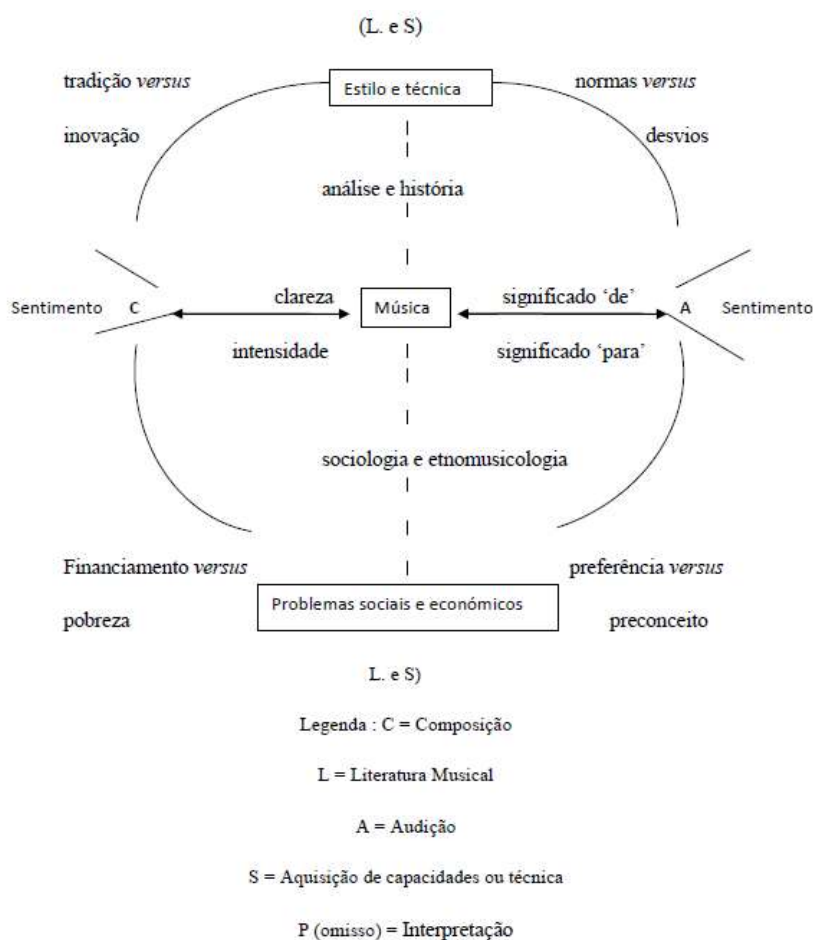 (L. e S)
tradição versus
Estilo e técnica
normas versus
inovação
desvios
análise e história
Sentimento C
clareza
Música
significado ‘de’
A Sentimento
intensidade
significado ‘para’
sociologia e etnomusicologia
Financiamento versus
preferência versus
Problemas sociais e económicos
pobreza
preconceito
L. e S)
Legenda : C = Composição
L = Literatura Musical
A = Audição
S = Aquisição de capacidades ou técnica
P (omisso) = Interpretação